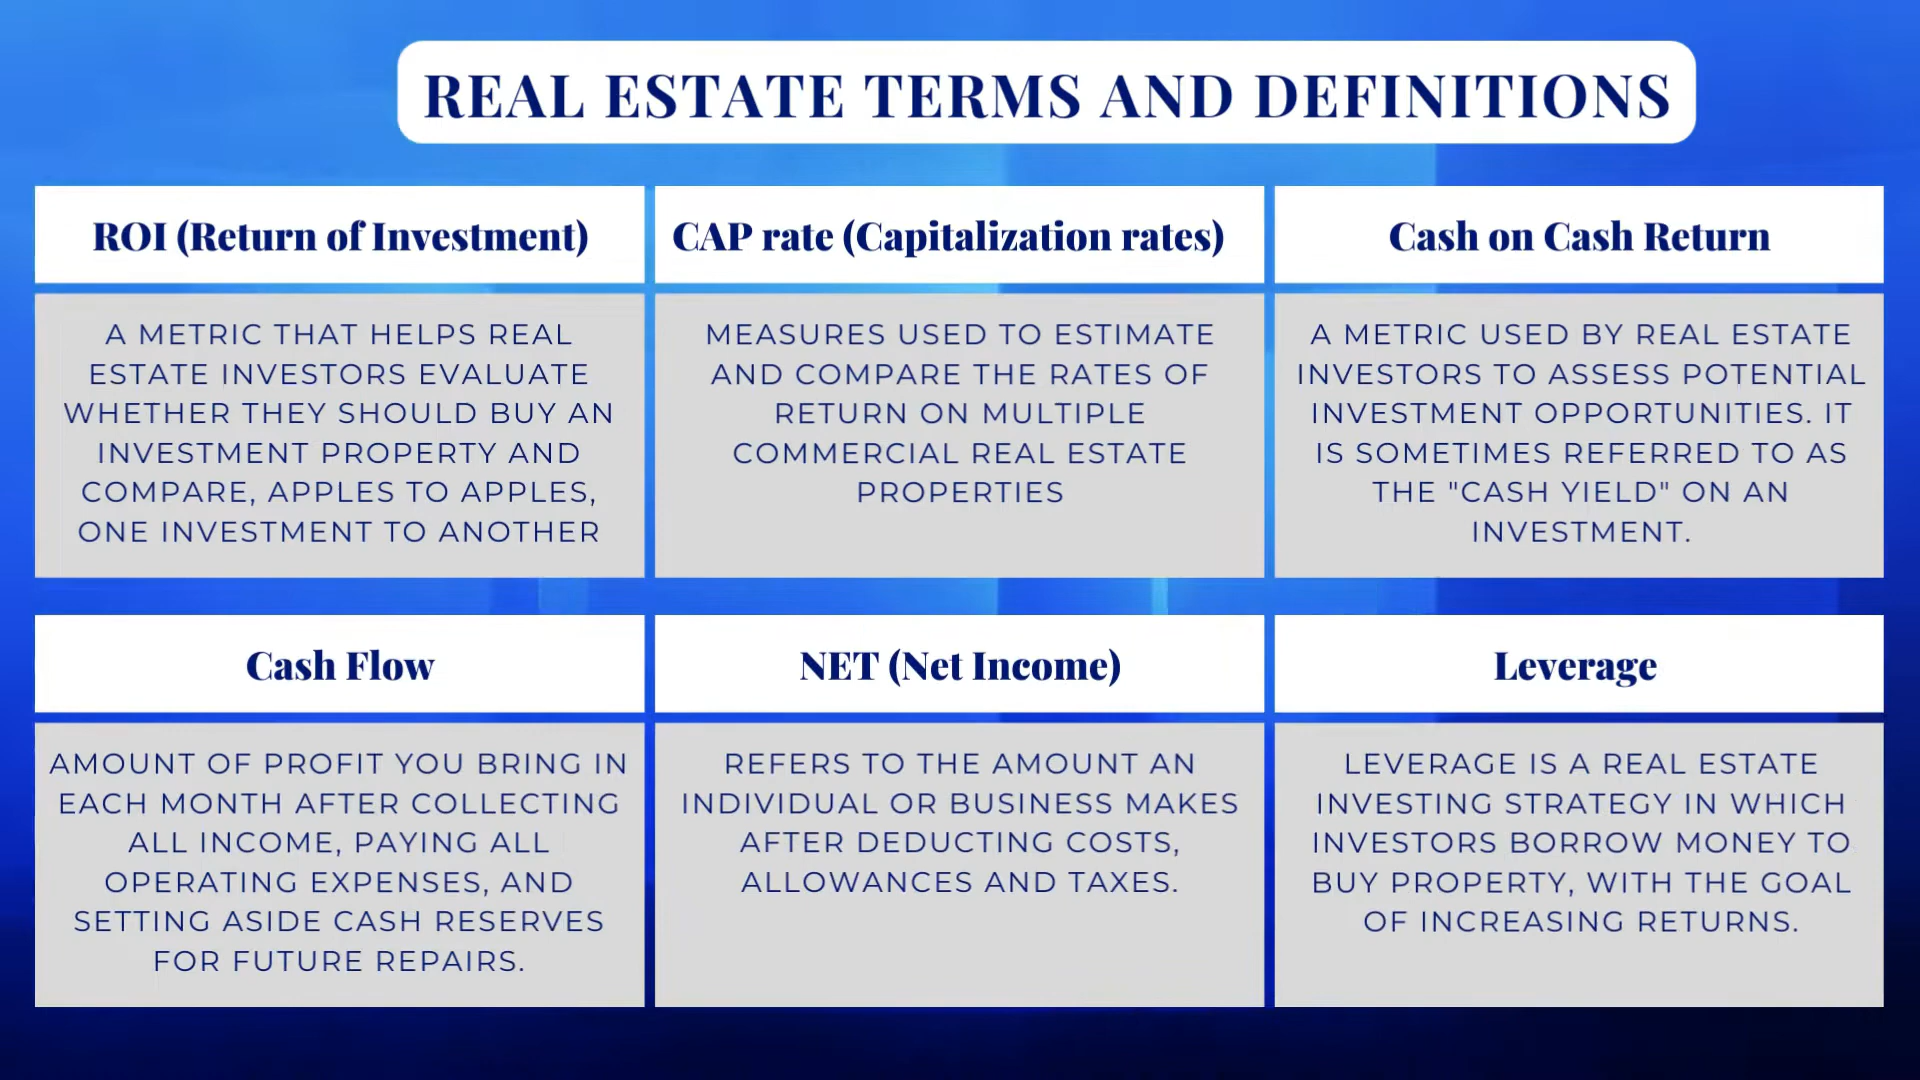 REAL ESTATE TERMS AND DEFINITIONS
ROI (Return of Investment)
A METRIC THAT HELPS REAL
ESTATE INVESTORS EVALUATE
WHETHER THEY SHOULD BUY AN
INVESTMENT PROPERTY AND
COMPARE, APPLES TO APPLES,
ONE INVESTMENT TO ANOTHER
CAP rate (Capitalization rates)
MEASURES USED TO ESTIMATE
AND COMPARE THE RATES OF
RETURN ON MULTIPLE
COMMERCIAL REAL ESTATE
PROPERTIES
Cash on Cash Return
A METRIC USED BY REAL ESTATE
INVESTORS TO ASSESS POTENTIAL
INVESTMENT OPPORTUNITIES. IT
IS SOMETIMES REFERRED TO AS
THE "CASH YIELD" ON AN
INVESTMENT.
Cash Flow
AMOUNT OF PROFIT YOU BRING IN
EACH MONTH AFTER COLLECTING
ALL INCOME, PAYING ALL
OPERATING EXPENSES, AND
SETTING ASIDE CASH RESERVES
FOR FUTURE REPAIRS.
NET (Net Income)
REFERS TO THE AMOUNT AN
INDIVIDUAL OR BUSINESS MAKES
AFTER DEDUCTING COSTS,
ALLOWANCES AND TAXES.
Leverage
LEVERAGE IS A REAL ESTATE
INVESTING STRATEGY IN WHICH
INVESTORS BORROW MONEY TO
BUY PROPERTY, WITH THE GOAL
OF INCREASING RETURNS.